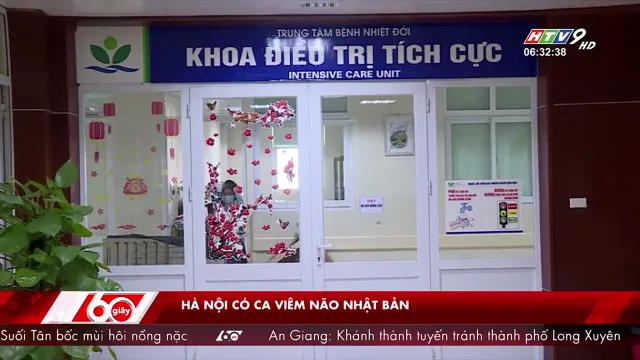 TRUNG TÂM BỆNH NHIỆT ĐỚI
KHOA ĐIỀU TRỊ TÍCH CỰC
INTENSIVE CARE UNIT
HTV9 HD
06:32:38
60 giây
HÀ NỘI CÓ CA VIÊM NÃO NHẬT BẢN
Suối Tân bốc mùi hôi nồng nặc
60 An Giang: Khánh thành tuyến tránh thành phố Long Xuyên